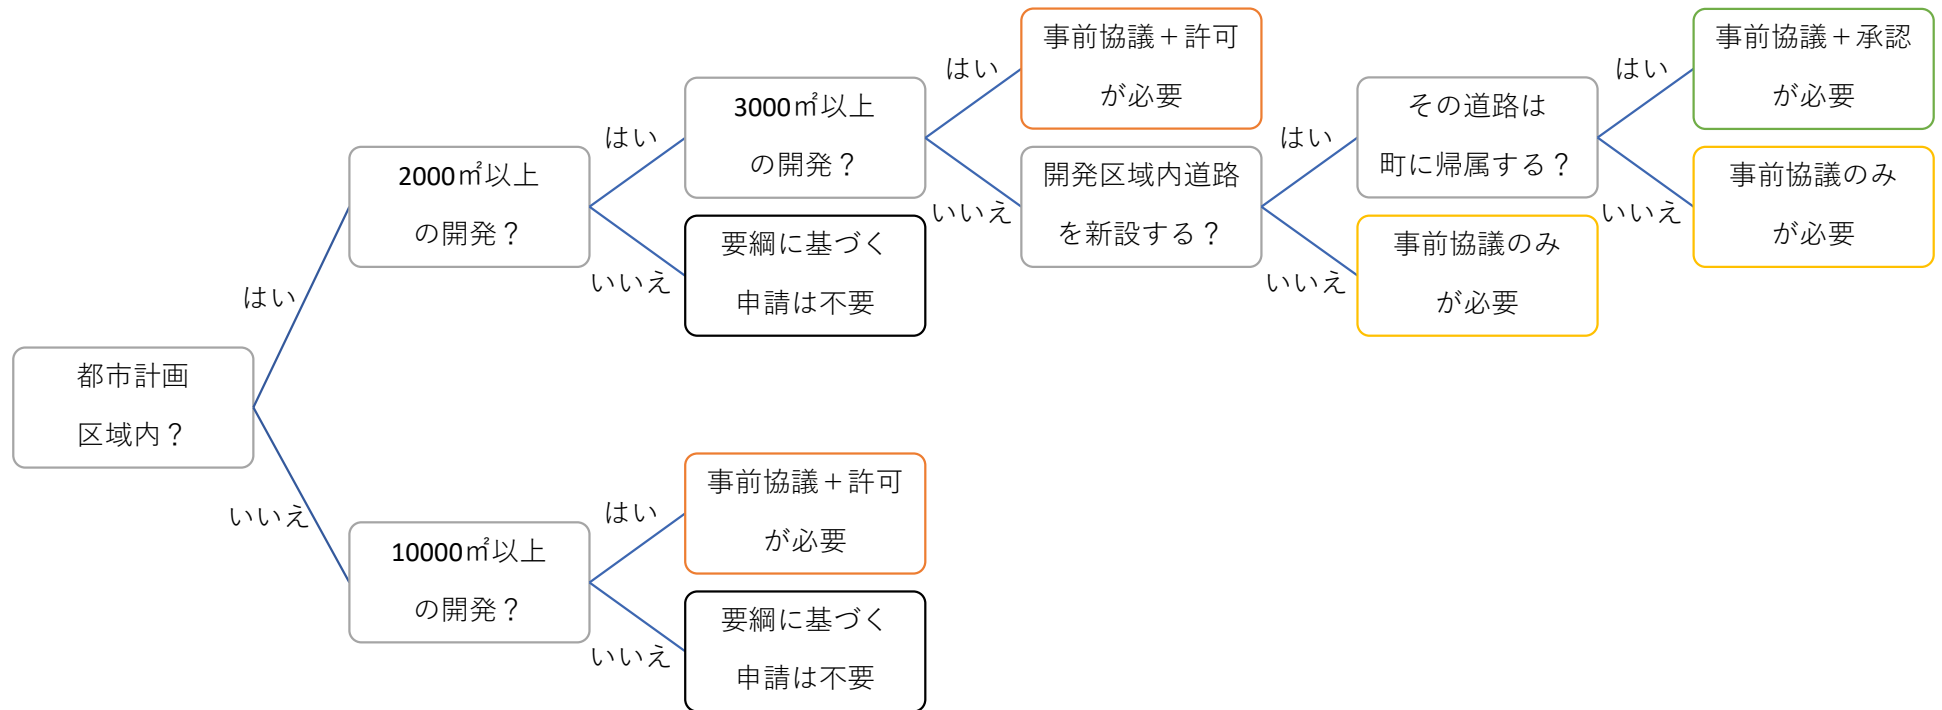 都市計画
区域内？
はい
いいえ
2000㎡以上
の開発？
はい
いいえ
3000㎡以上
の開発？
はい
いいえ
事前協議＋許可
が必要
開発区域内道路
を新設する？
はい
いいえ
その道路は
町に帰属する？
はい
いいえ
事前協議＋承認
が必要
事前協議のみ
が必要
事前協議のみ
が必要
要綱に基づく
申請は不要
10000㎡以上
の開発？
はい
いいえ
事前協議＋許可
が必要
要綱に基づく
申請は不要